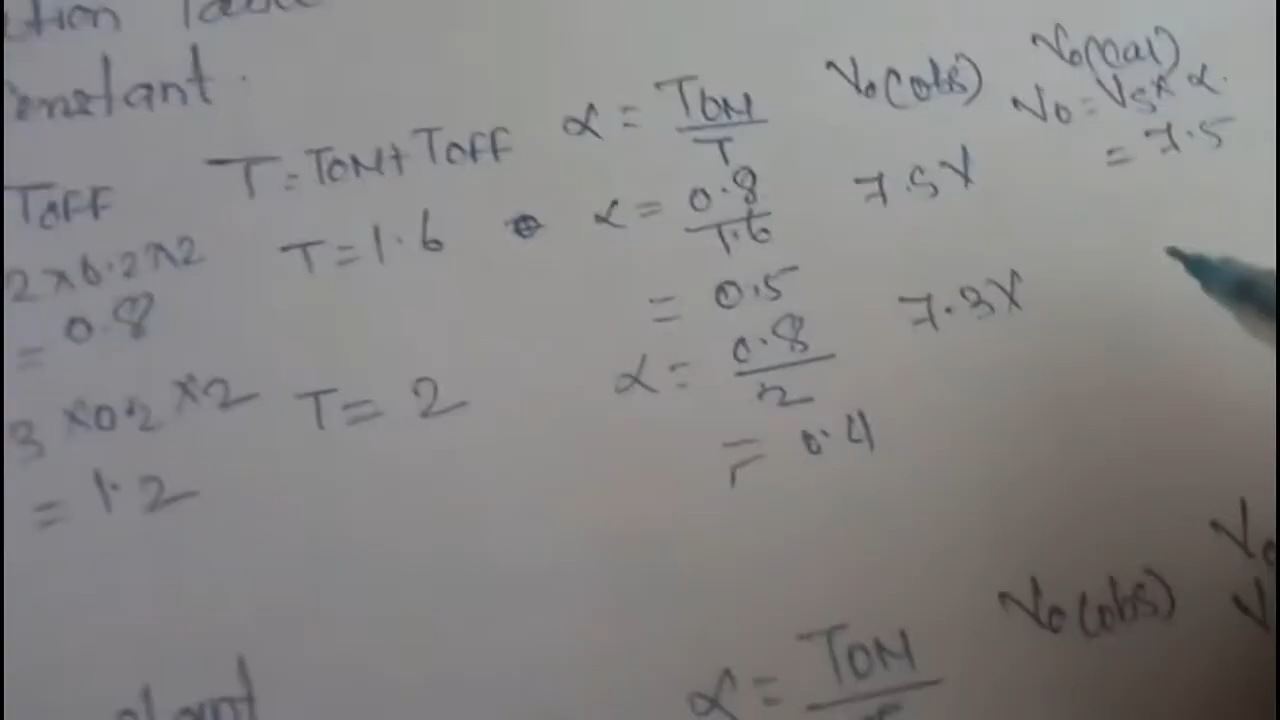 onstant.
TOFF T = TON + TOFF α = TON / T Vo(obs) Vo(cal)
Vo = Vs × α.
2 × 0.2 × 2 T = 1.6 α = 0.8 / 1.6 7.5V = 7.5
= 0.8 = 0.5
3 × 0.2 × 2 T = 2 α = 0.8 / 2 7.3V
= 1.2 = 0.4
α = TON Vo(obs)